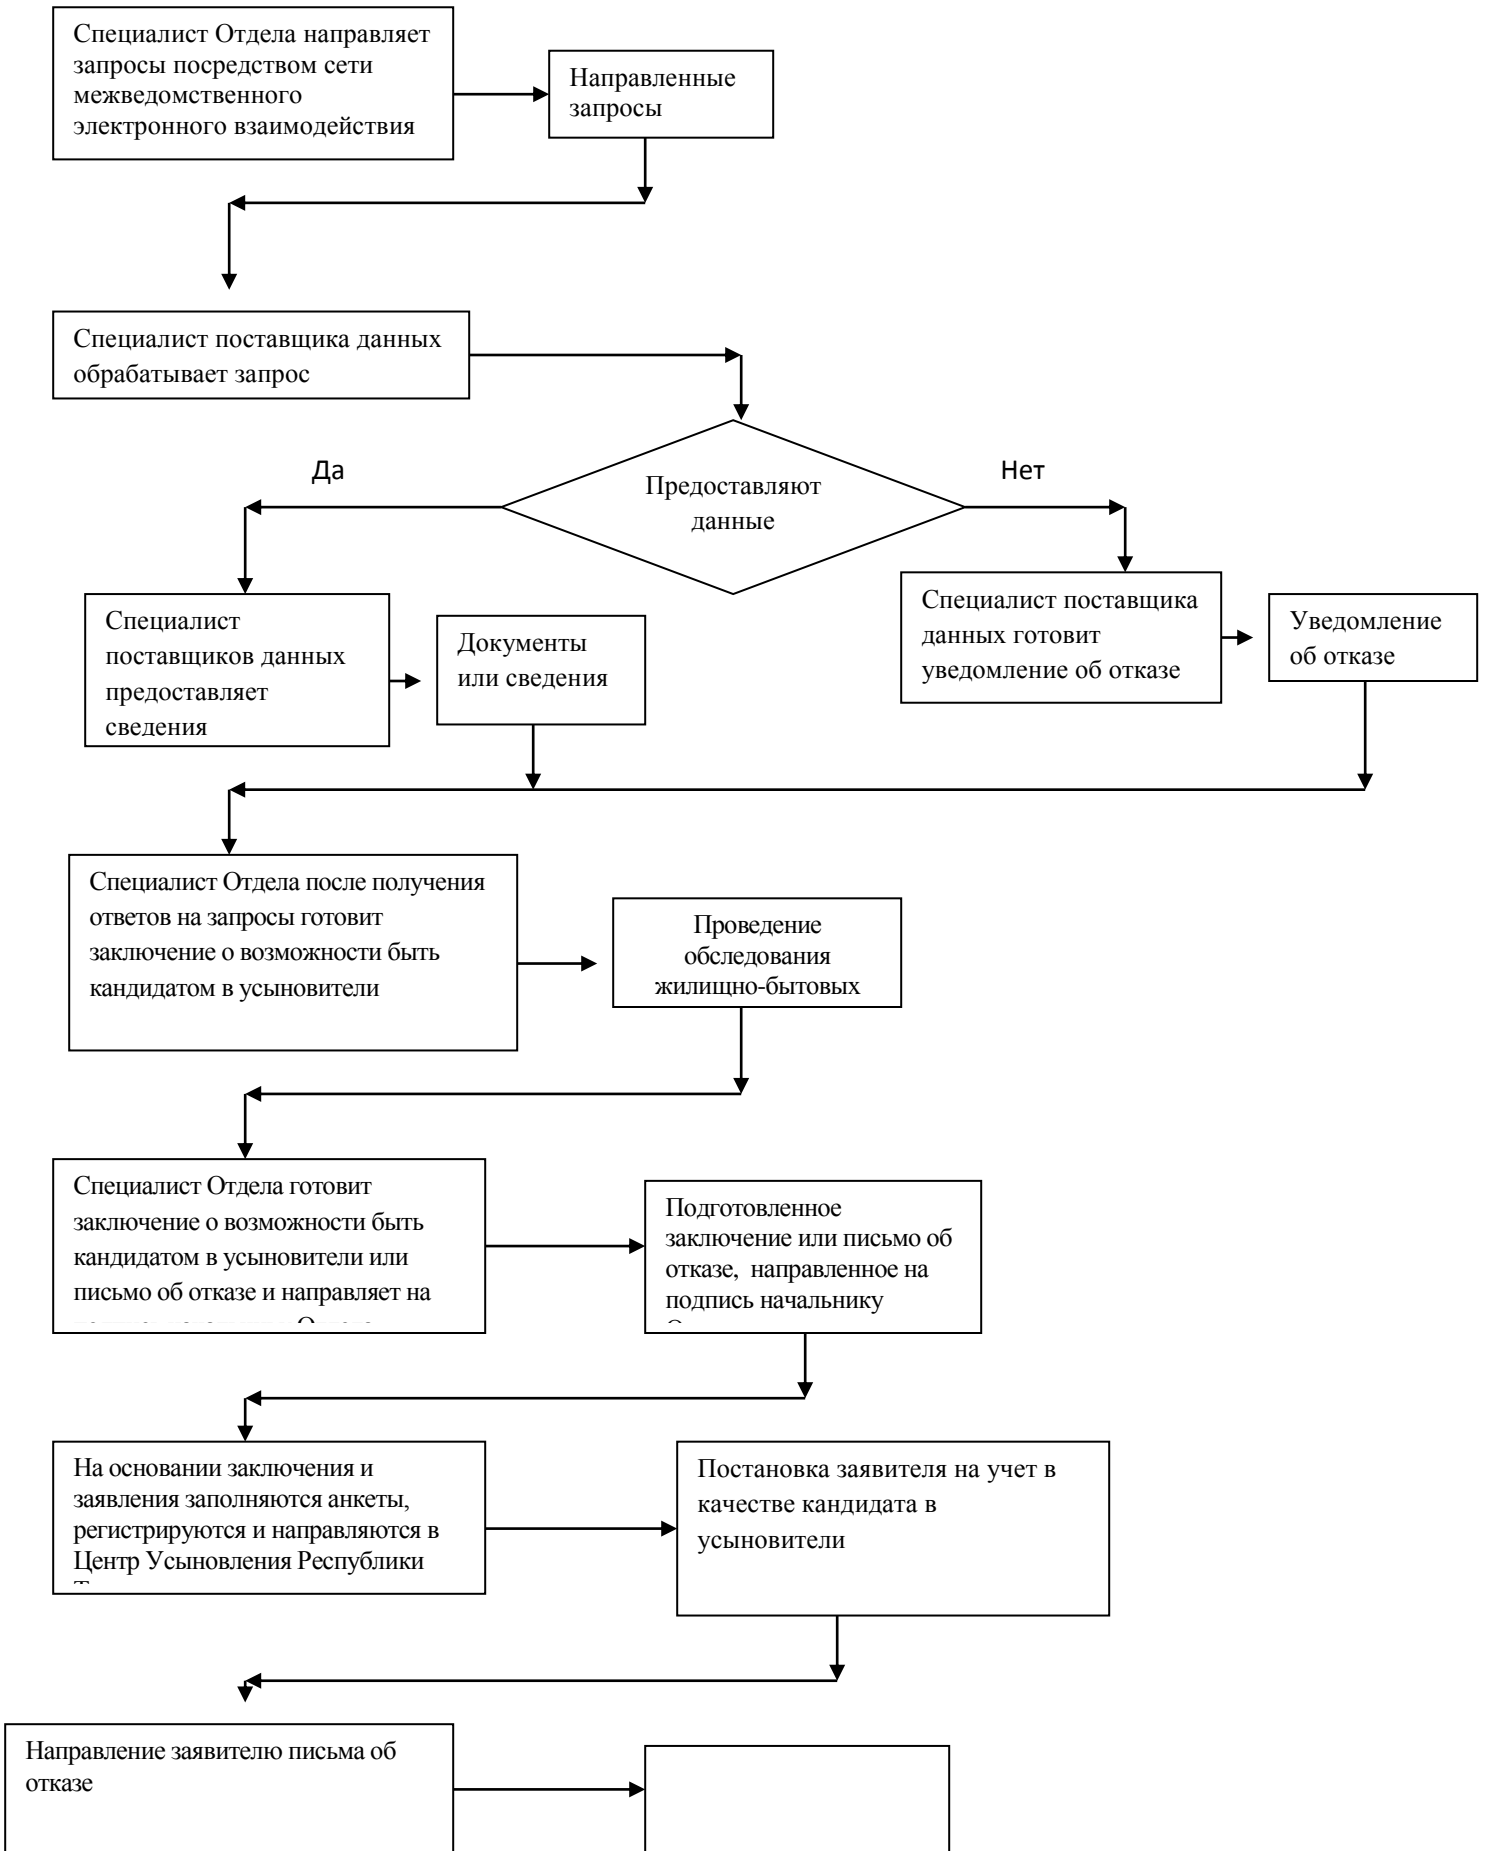 Специалист Отдела направляет
запросы посредством сети
межведомственного
электронного взаимодействия
Направленные
запросы
Специалист поставщика данных
обрабатывает запрос
Да
Нет
Предоставляют
данные
Специалист
поставщиков данных
предоставляет
сведения
Документы
или сведения
Специалист поставщика
данных готовит
уведомление об отказе
Уведомление
об отказе
Специалист Отдела после получения
ответов на запросы готовит
заключение о возможности быть
кандидатом в усыновители
Проведение
обследования
жилищно-бытовых
Специалист Отдела готовит
заключение о возможности быть
кандидатом в усыновители или
письмо об отказе и направляет на
Подготовленное
заключение или письмо об
отказе, направленное на
подпись начальнику
На основании заключения и
заявления заполняются анкеты,
регистрируются и направляются в
Центр Усыновления Республики
Постановка заявителя на учет в
качестве кандидата в
усыновители
Направление заявителю письма об
отказе